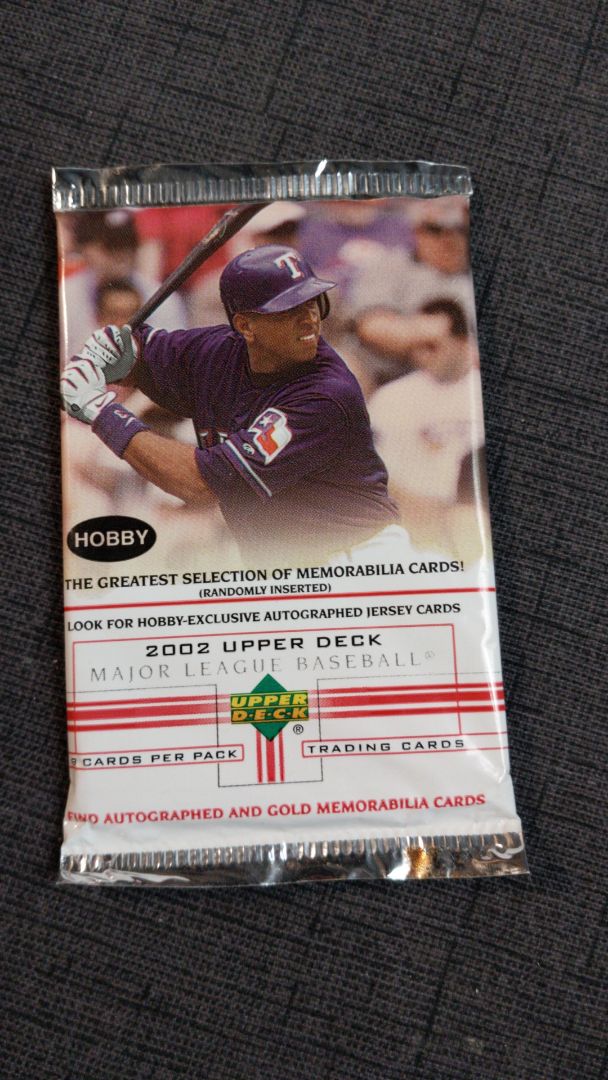 T
HOBBY
THE GREATEST SELECTION OF MEMORABILIA CARDS!
(RANDOMLY INSERTED)
LOOK FOR HOBBY-EXCLUSIVE AUTOGRAPHED JERSEY CARDS
2002 UPPER DECK
MAJOR LEAGUE BASEBALL®
UPPER
D·E·C·K
®
CARDS PER PACK
TRADING CARDS
FIND AUTOGRAPHED AND GOLD MEMORABILIA CARDS